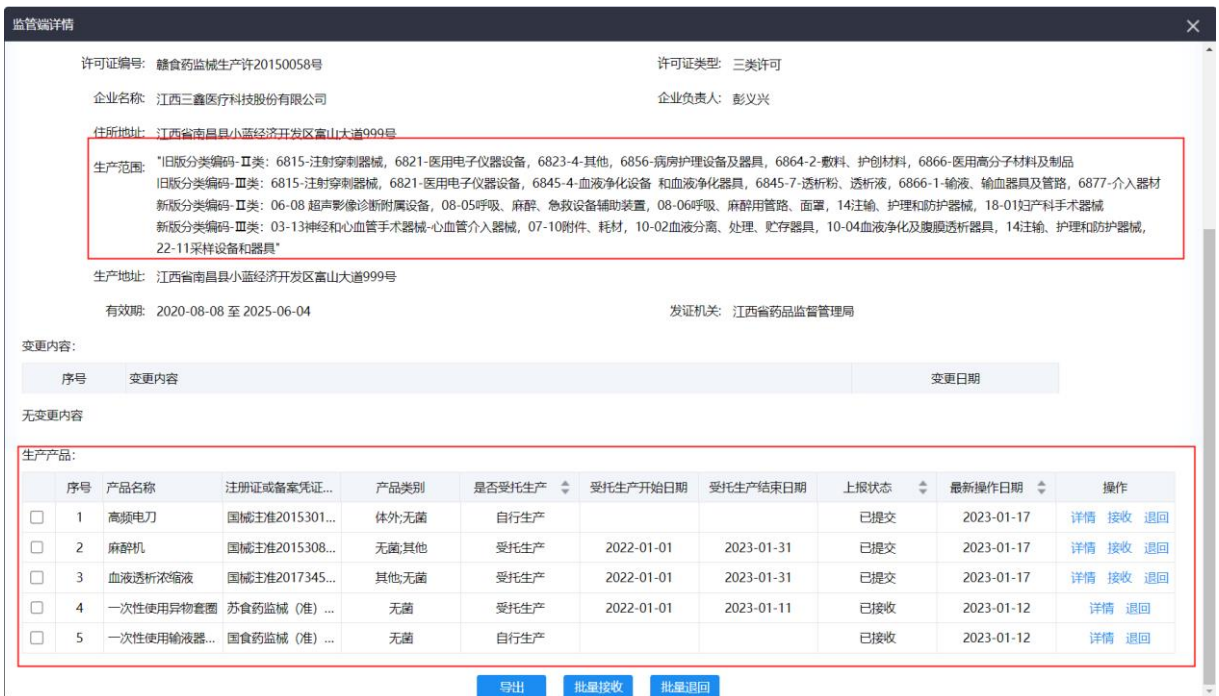 监管端详情
许可证编号: 赣食药监械生产许20150058号 许可证类型: 三类许可
企业名称: 江西三鑫医疗科技股份有限公司 企业负责人: 彭义兴
住所地址: 江西省南昌县小蓝经济开发区富山大道999号
生产范围: "旧版分类编码-Ⅱ类: 6815-注射穿刺器械, 6821-医用电子仪器设备, 6823-4-其他, 6856-病房护理设备及器具, 6864-2-敷料、护创材料, 6866-医用高分子材料及制品
旧版分类编码-Ⅲ类: 6815-注射穿刺器械, 6821-医用电子仪器设备, 6845-4-血液净化设备 和血液净化器具, 6845-7-透析粉、透析液, 6866-1-输液、输血器具及管路, 6877-介入器材
新版分类编码-Ⅱ类: 06-08 超声影像诊断附属设备, 08-05呼吸、麻醉、急救设备辅助装置, 08-06呼吸、麻醉用管路、面罩, 14注输、护理和防护器械, 18-01妇产科手术器械
新版分类编码-Ⅲ类: 03-13神经和心血管手术器械-心血管介入器械, 07-10附件、耗材, 10-02血液分离、处理、贮存器具, 10-04血液净化及腹膜透析器具, 14注输、护理和防护器械,
22-11采样设备和器具"
生产地址: 江西省南昌县小蓝经济开发区富山大道999号
有效期: 2020-08-08 至 2025-06-04 发证机关: 江西省药品监督管理局
变更内容:
序号 变更内容 变更日期
无变更内容
生产产品:
序号 产品名称 注册证或备案凭证... 产品类别 是否受托生产 受托生产开始日期 受托生产结束日期 上报状态 最新操作日期 操作
1 高频电刀 国械注准2015301... 体外;无菌 自行生产 已提交 2023-01-17 详情 接收 退回
2 麻醉机 国械注准2015308... 无菌;其他 受托生产 2022-01-01 2023-01-31 已提交 2023-01-17 详情 接收 退回
3 血液透析浓缩液 国械注准2017345... 其他;无菌 受托生产 2022-01-01 2023-01-31 已提交 2023-01-17 详情 接收 退回
4 一次性使用异物套圈 苏食药监械（准）... 无菌 受托生产 2022-01-01 2023-01-11 已接收 2023-01-12 详情 退回
5 一次性使用输液器... 国食药监械（准）... 无菌 自行生产 已接收 2023-01-12 详情 退回
导出 批量接收 批量退回